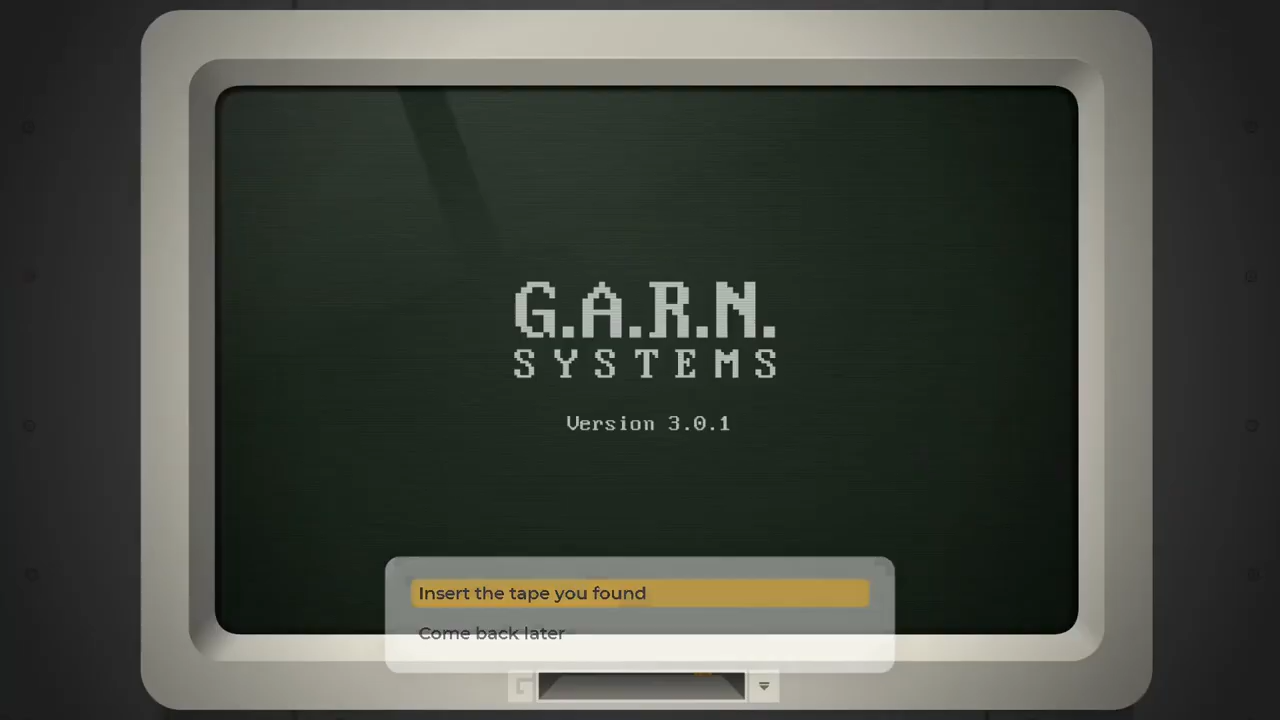 G.A.R.N.
SYSTEMS
Version 3.0.1
Insert the tape you found
Come back later
G